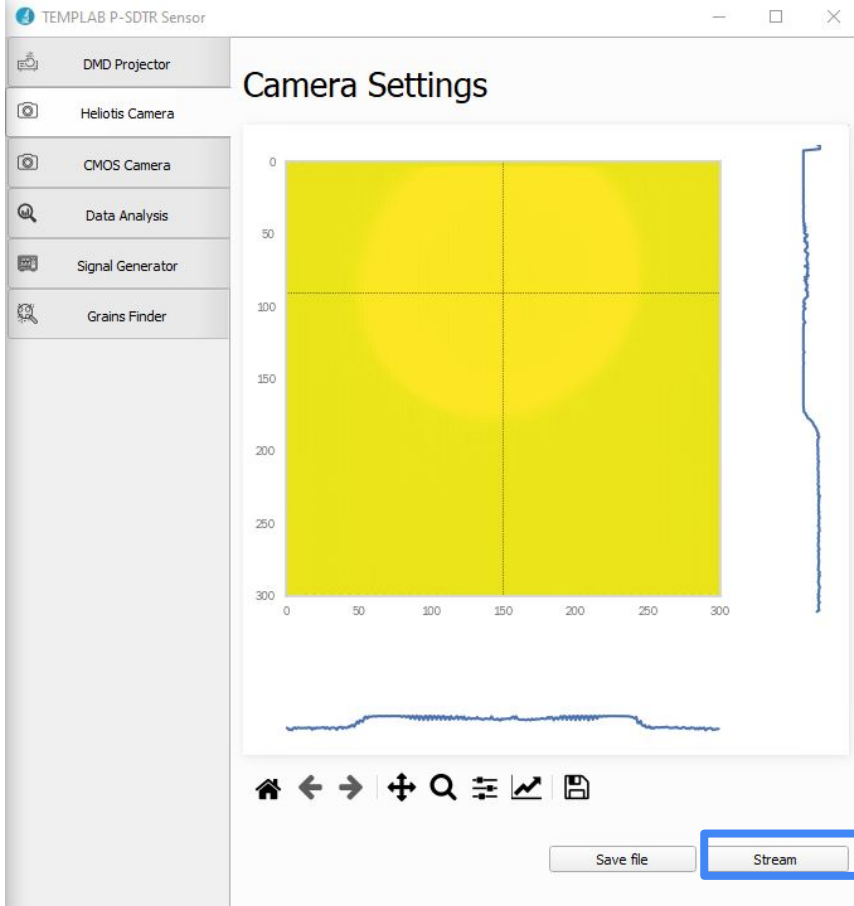 TEMPLAB P-SDTR Sensor
DMD Projector
Heliotis Camera
CMOS Camera
Data Analysis
Signal Generator
Grains Finder
Camera Settings
0
50
100
150
200
250
300
0 50 100 150 200 250 300
Save file Stream